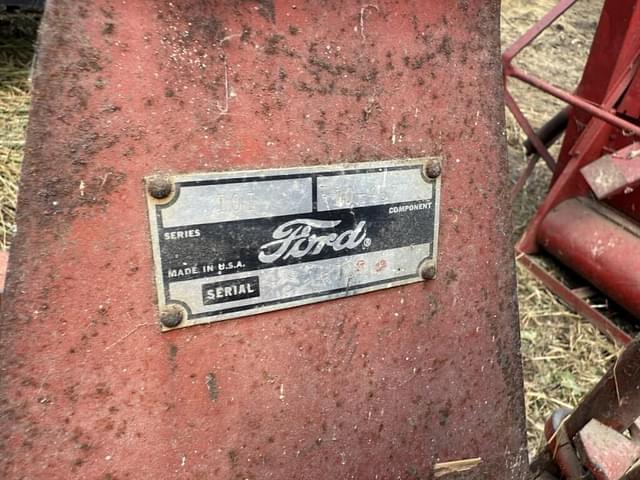 SERIES
COMPONENT
Ford®
MADE IN U.S.A.
SERIAL